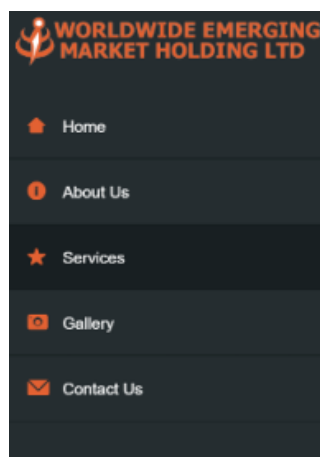 WORLDWIDE EMERGING
MARKET HOLDING LTD
Home
About Us
Services
Gallery
Contact Us